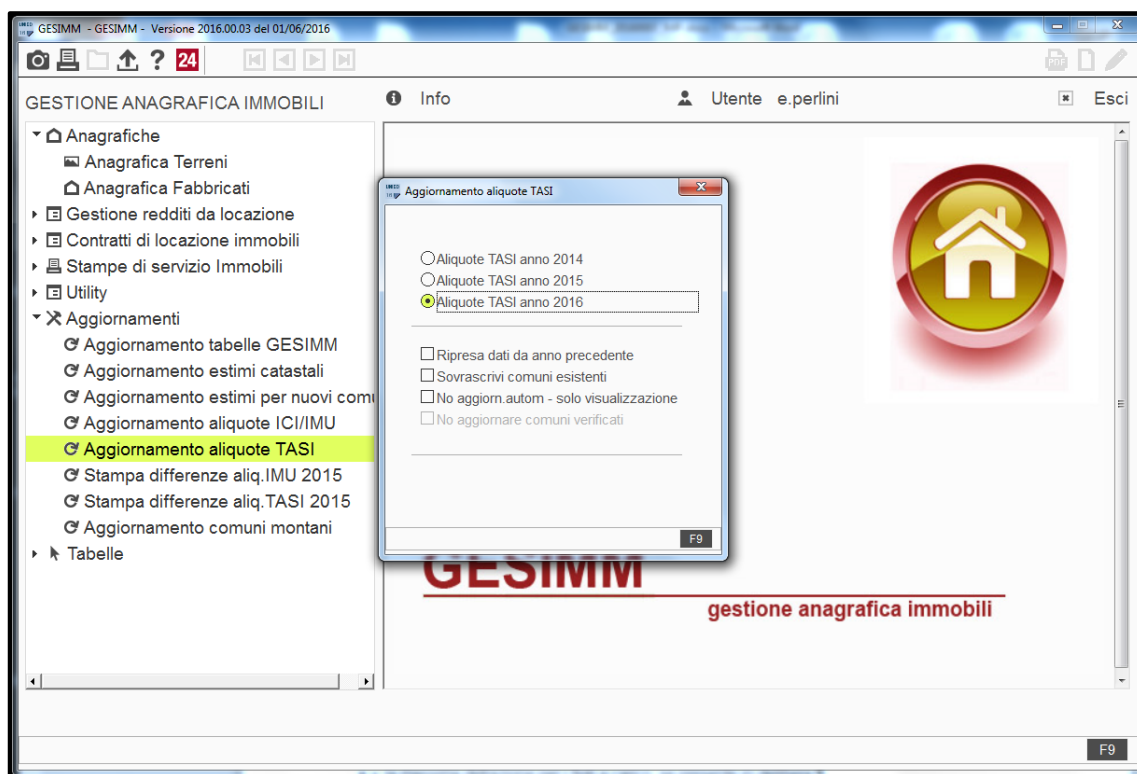 GESIMM - GESIMM - Versione 2016.00.03 del 01/06/2016
? 24
PDF
GESTIONE ANAGRAFICA IMMOBILI
Info
Utente e.perlini
Esci
Anagrafiche
Anagrafica Terreni
Anagrafica Fabbricati
Gestione redditi da locazione
Contratti di locazione immobili
Stampe di servizio Immobili
Utility
Aggiornamenti
Aggiornamento tabelle GESIMM
Aggiornamento estimi catastali
Aggiornamento estimi per nuovi comu
Aggiornamento aliquote ICI/IMU
Aggiornamento aliquote TASI
Stampa differenze aliq.IMU 2015
Stampa differenze aliq.TASI 2015
Aggiornamento comuni montani
Tabelle
Aggiornamento aliquote TASI
Aliquote TASI anno 2014
Aliquote TASI anno 2015
Aliquote TASI anno 2016
Ripresa dati da anno precedente
Sovrascrivi comuni esistenti
No aggiorn.autom - solo visualizzazione
No aggiornare comuni verificati
F9
GESIMM
gestione anagrafica immobili
F9